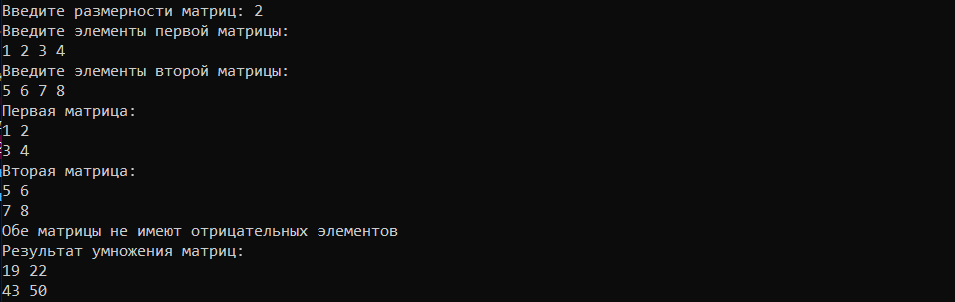 Введите размерности матриц: 2
Введите элементы первой матрицы:
1 2 3 4
Введите элементы второй матрицы:
5 6 7 8
Первая матрица:
1 2
3 4
Вторая матрица:
5 6
7 8
Обе матрицы не имеют отрицательных элементов
Результат умножения матриц:
19 22
43 50